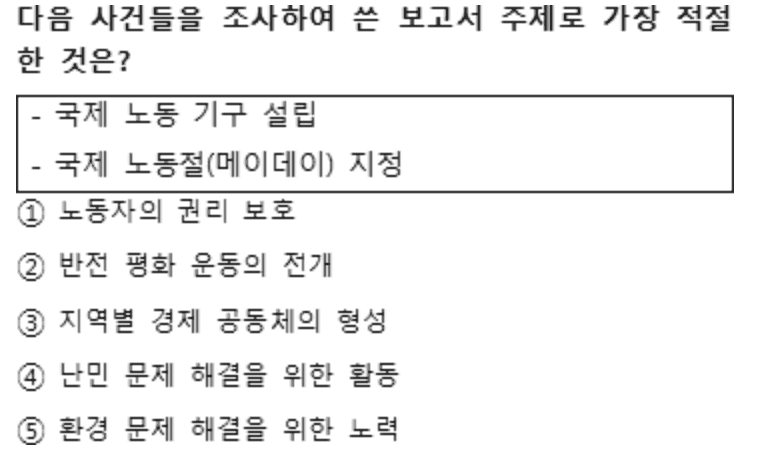 다음 사건들을 조사하여 쓴 보고서 주제로 가장 적절
한 것은?
- 국제 노동 기구 설립
- 국제 노동절(메이데이) 지정
① 노동자의 권리 보호
② 반전 평화 운동의 전개
③ 지역별 경제 공동체의 형성
④ 난민 문제 해결을 위한 활동
⑤ 환경 문제 해결을 위한 노력